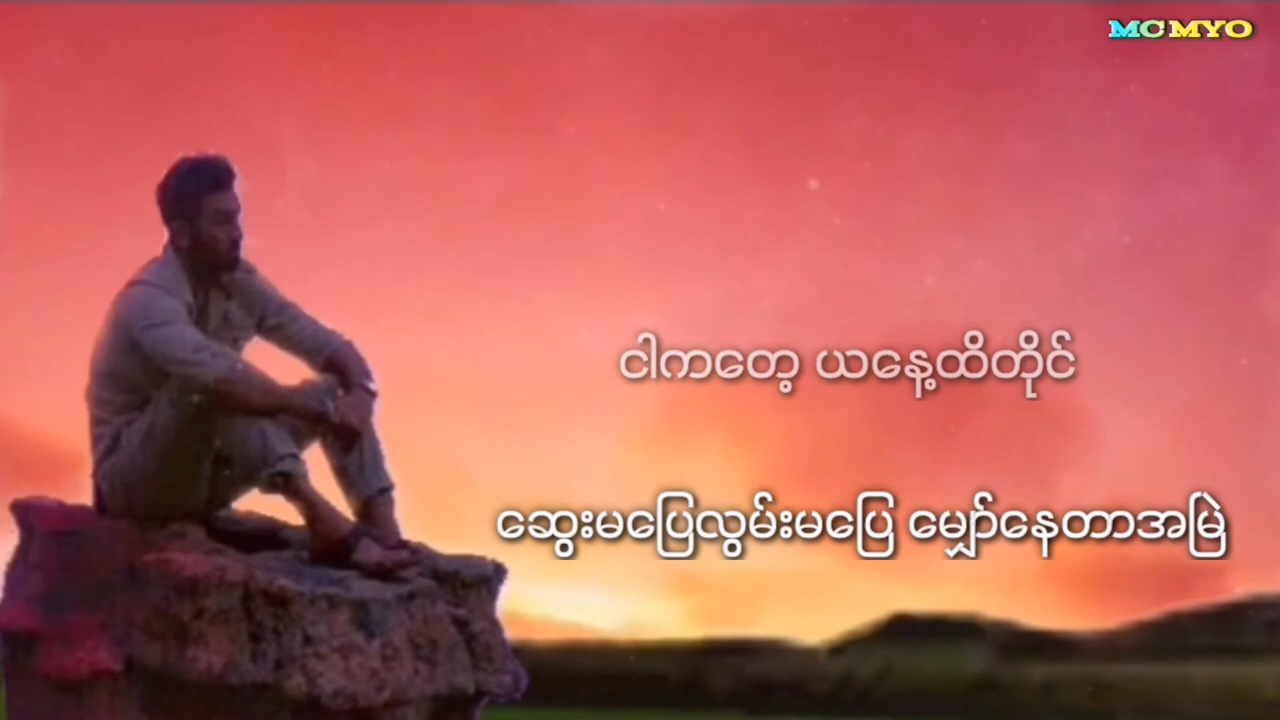 MCMYO
ငါကတော့ ယနေ့ထိတိုင်
ဆွေးမပြေလွမ်းမပြေ မျှော်နေတာအမြဲ